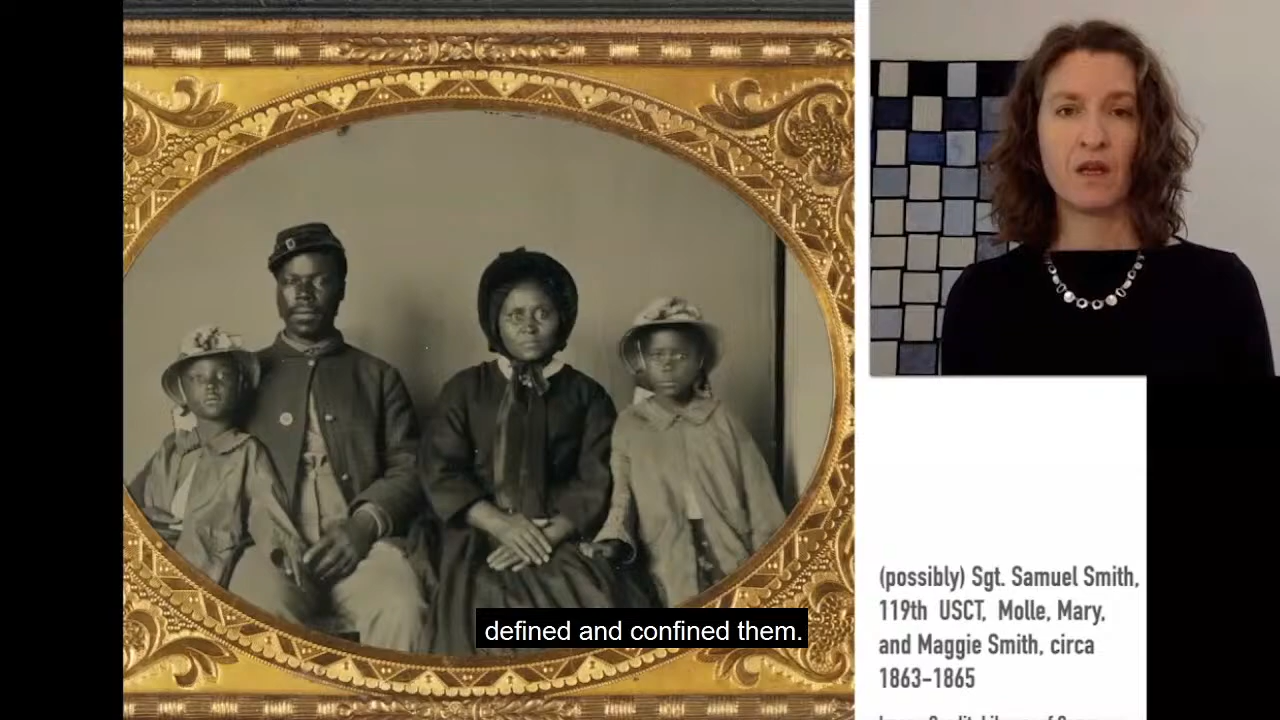 defined and confined them.
(possibly) Sgt. Samuel Smith,
119th USCT, Molle, Mary,
and Maggie Smith, circa
1863–1865